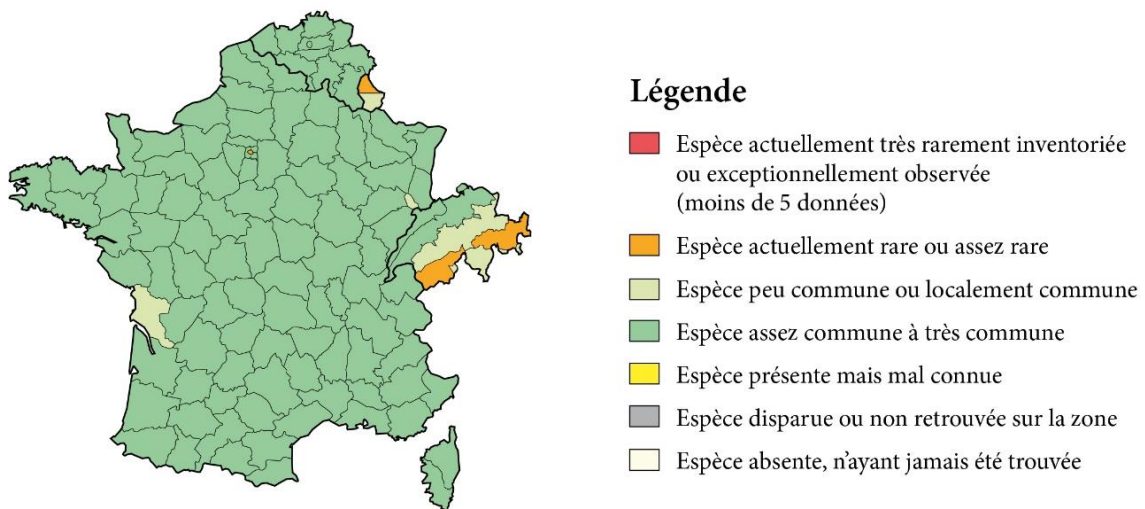 Légende
Espèce actuellement très rarement inventoriée
ou exceptionnellement observée
(moins de 5 données)
Espèce actuellement rare ou assez rare
Espèce peu commune ou localement commune
Espèce assez commune à très commune
Espèce présente mais mal connue
Espèce disparue ou non retrouvée sur la zone
Espèce absente, n'ayant jamais été trouvée